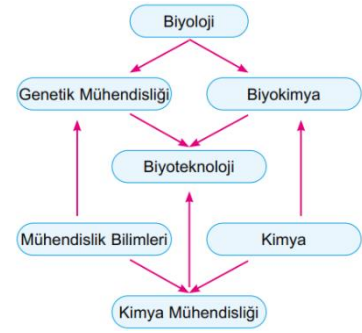 Biyoloji
Genetik Mühendisliği
Biyokimya
Biyoteknoloji
Mühendislik Bilimleri
Kimya
Kimya Mühendisliği